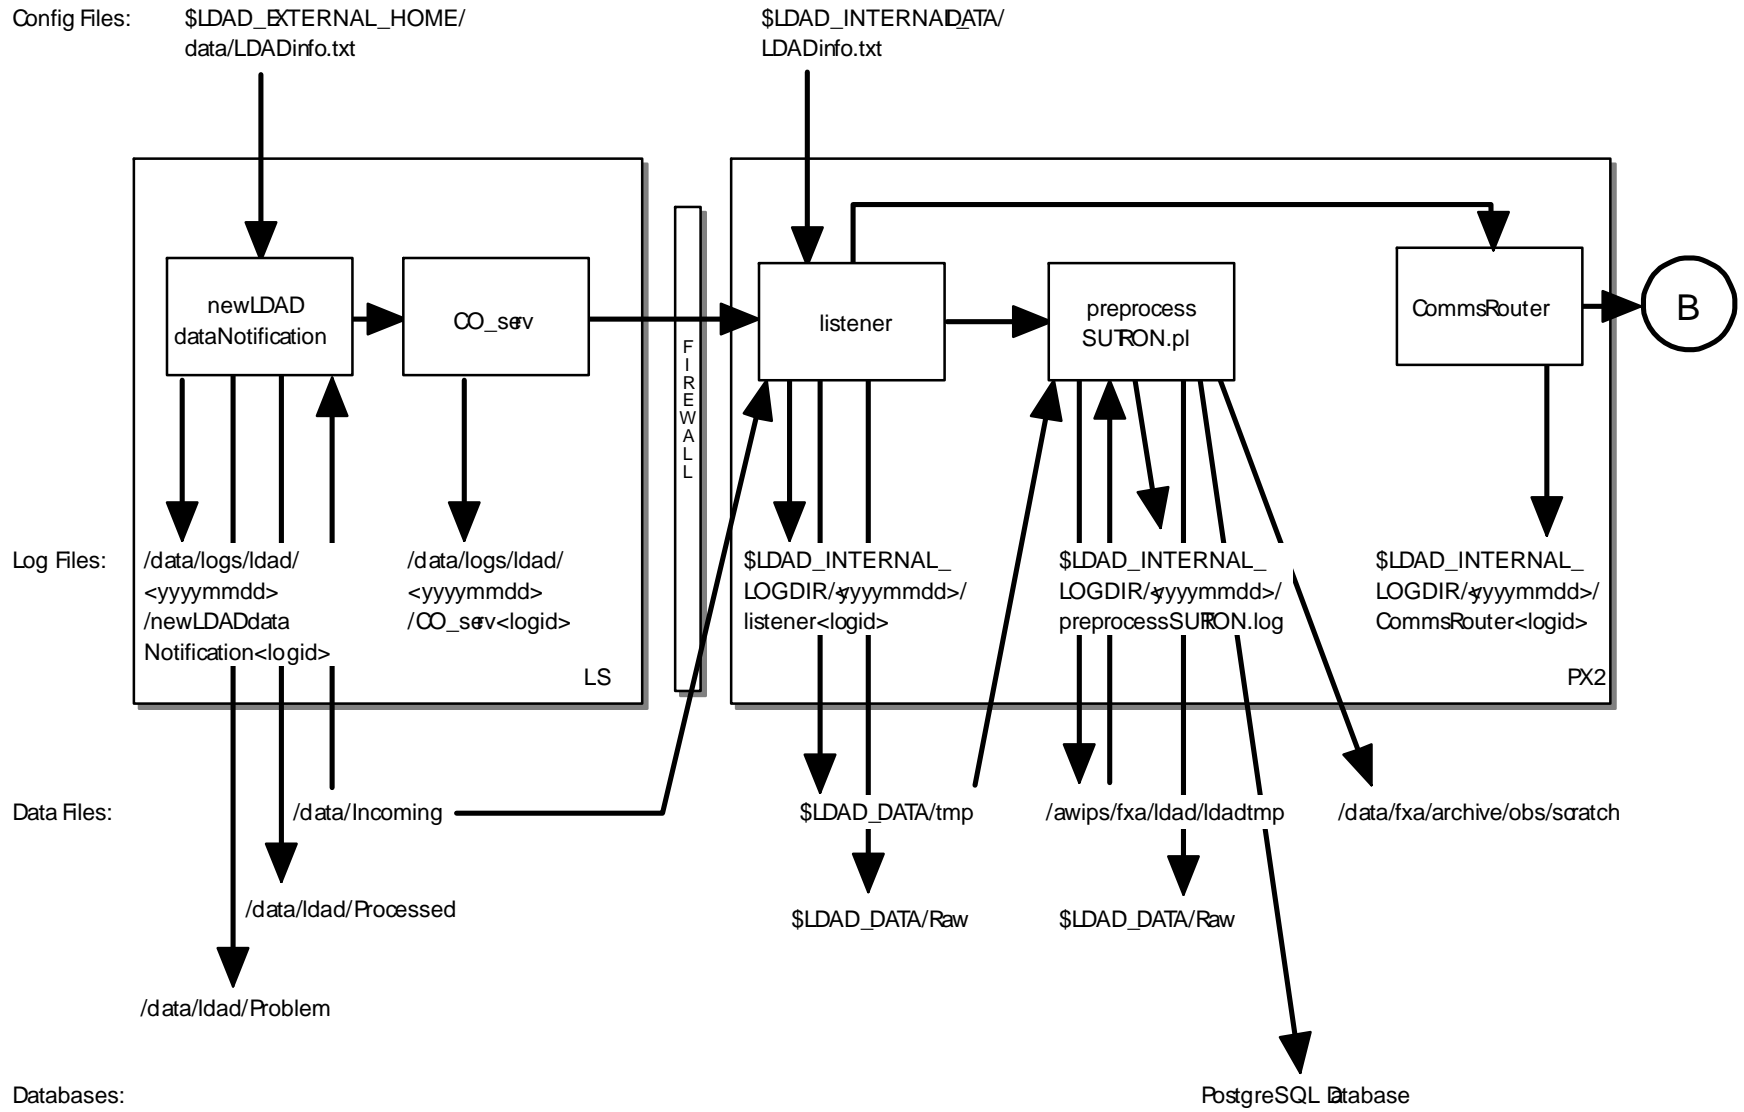 Config Files:
$LDAD_EXTERNAL_HOME/
data/LDADinfo.txt
$LDAD_INTERNALDATA/
LDADinfo.txt
newLDAD
dataNotification
CO_serv
FIREWALL
listener
preprocess
SUTRON.pl
CommsRouter
B
Log Files:
/data/logs/ldad/
<yyyymmdd>
/newLDADdata
Notification<logid>
/data/logs/ldad/
<yyyymmdd>
/CO_serv<logid>
LS
$LDAD_INTERNAL_
LOGDIR/<yyyymmdd>/
listener<logid>
$LDAD_INTERNAL_
LOGDIR/<yyyymmdd>/
preprocessSUTRON.log
$LDAD_INTERNAL_
LOGDIR/<yyyymmdd>/
CommsRouter<logid>
PX2
Data Files:
/data/Incoming
$LDAD_DATA/tmp
/awips/fxa/ldad/ldadtmp
/data/fxa/archive/obs/scratch
/data/ldad/Processed
$LDAD_DATA/Raw
$LDAD_DATA/Raw
/data/ldad/Problem
Databases:
PostgreSQL Database